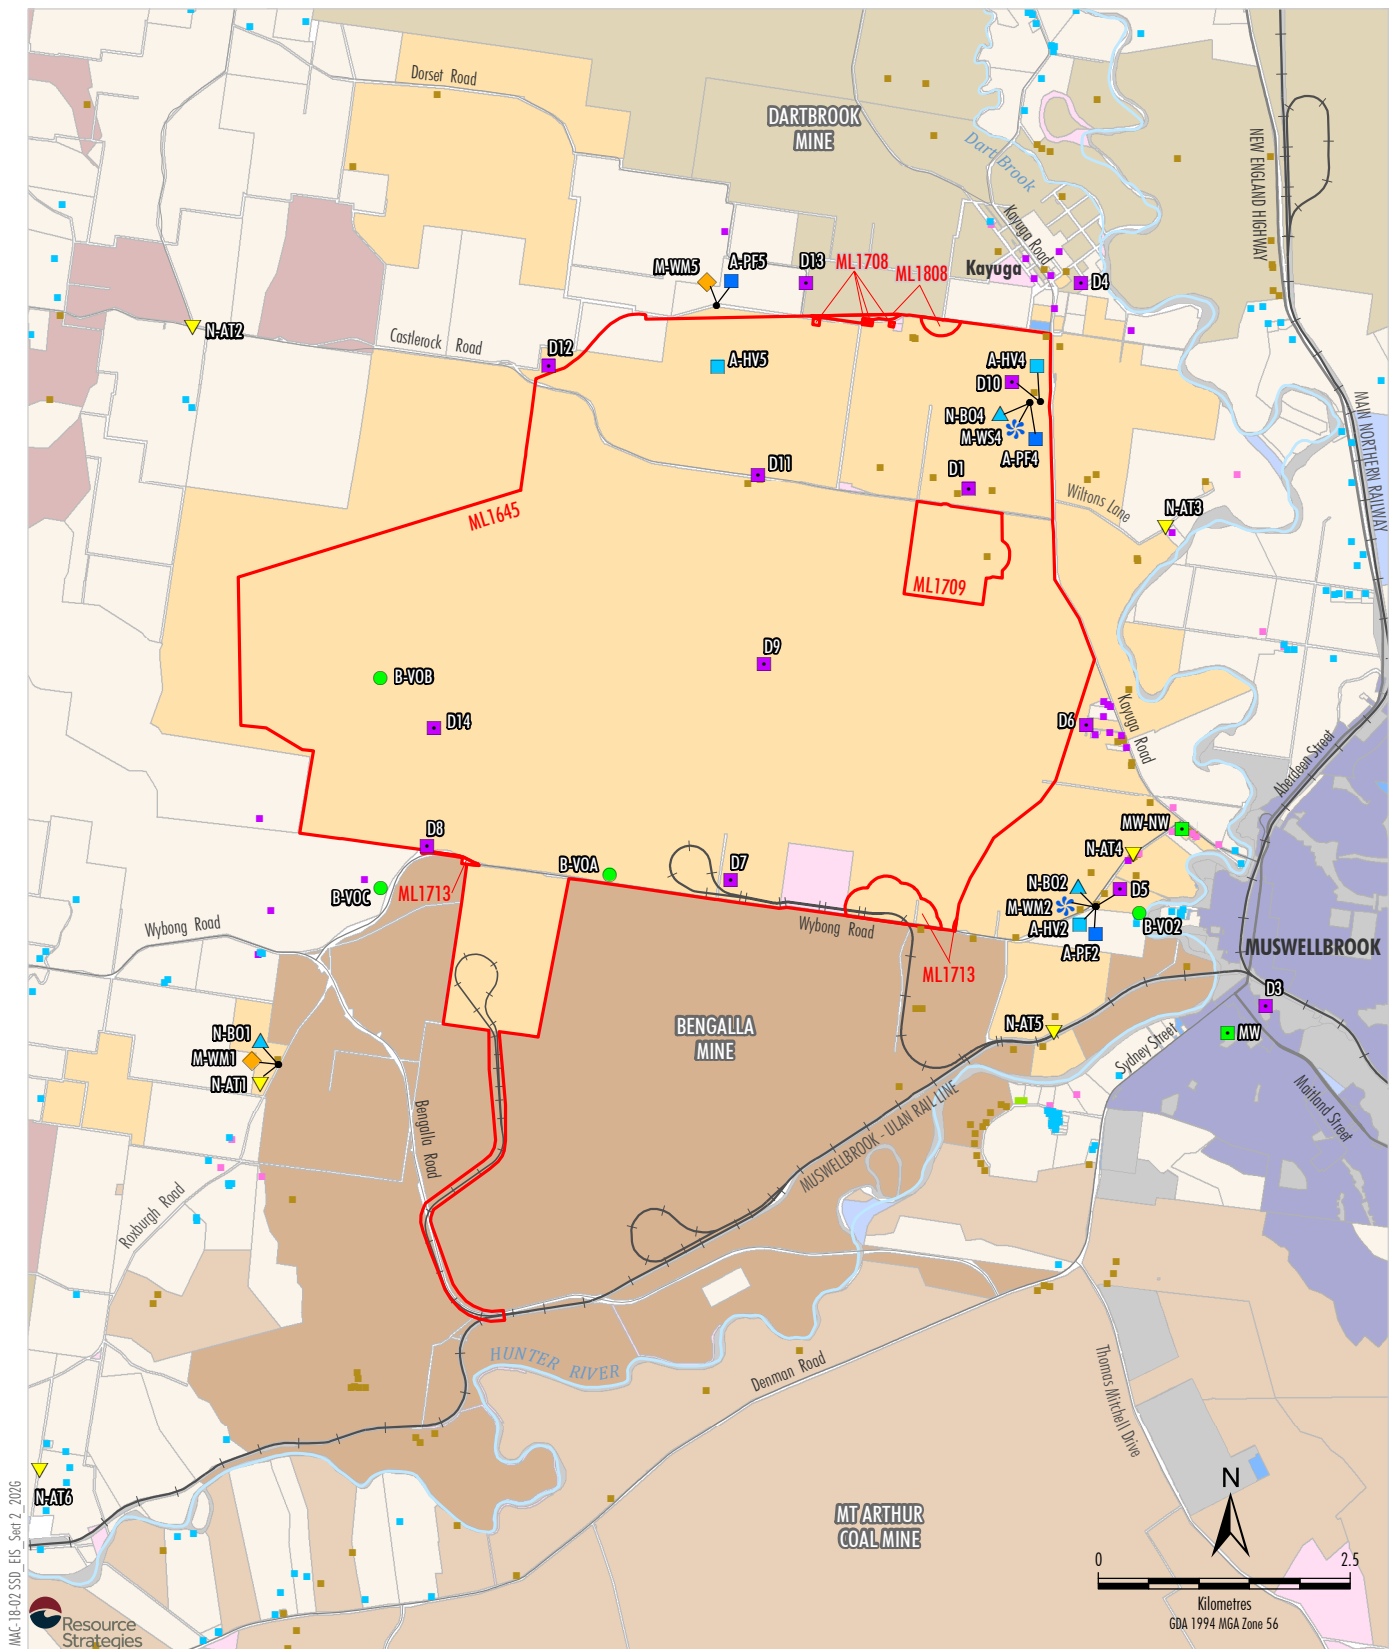 Dorset Road
DARTBROOK
MINE
Dart Brook
NEW ENGLAND HIGHWAY
Kayuga Road
Kayuga
M-WM5
A-PF5
D13
ML1708
ML1808
D4
N-AT2
Castlerock Road
D12
A-HV5
A-HV4
D10
N-BO4
M-WS4
A-PF4
MAIN NORTHERN RAILWAY
D11
D1
ML1645
Wiltons Lane
N-AT3
ML1709
D9
B-VOB
D14
D6
Kayuga Road
Aberdeen Street
MW-NW
N-AT4
D8
B-VOA
D7
B-VOC
ML1713
N-BO2
D5
M-WM2
A-HV2
B-VO2
A-PF2
Wybong Road
Wybong Road
MUSWELLBROOK
ML1713
D3
N-AT5
MW
BENGALLA
MINE
Sydney Street
N-BO1
M-WM1
N-AT1
Maitland Street
Bengalla Road
MUSWELLBROOK - ULAN RAIL LINE
Roxburgh Road
HUNTER RIVER
Denman Road
Thomas Mitchell Drive
N-AT6
MT ARTHUR
COAL MINE
N
0
2.5
Kilometres
GDA 1994 MGA Zone 56
MAC-18-02 SSD_EIS_Sect 2_202G
Resource
Strategies